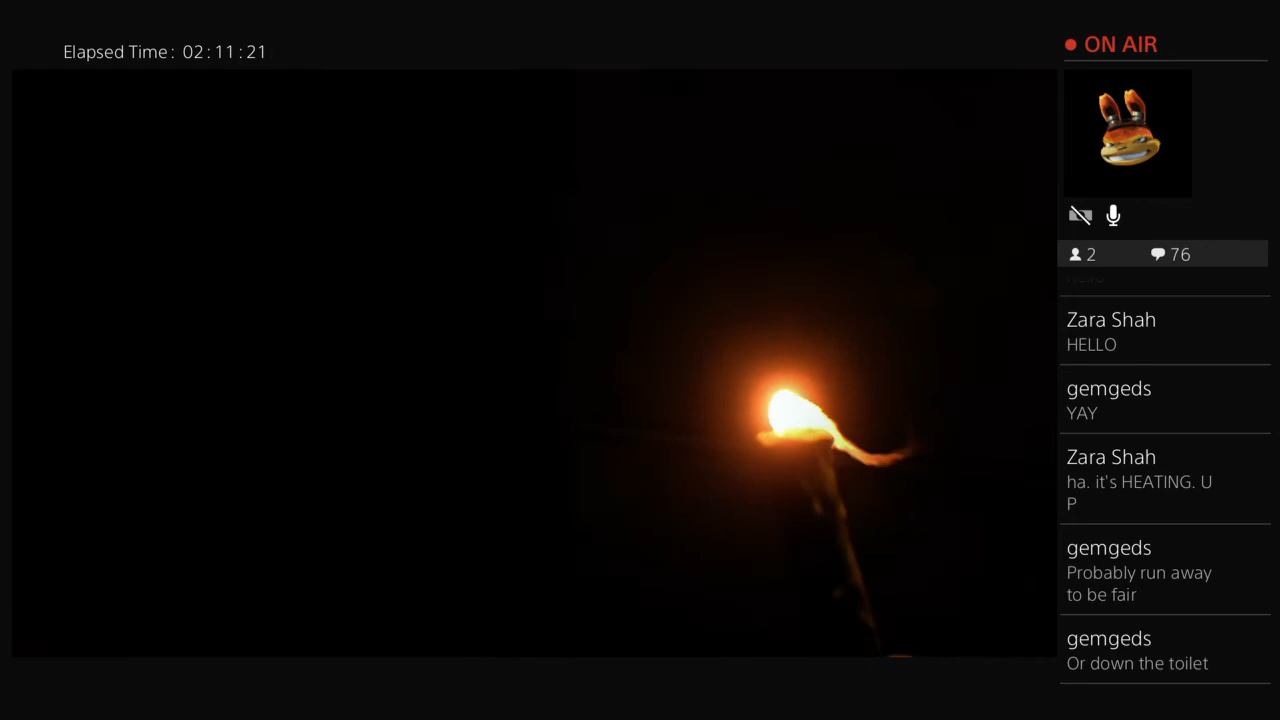 Elapsed Time: 02:11:21
ON AIR
2 76
Zara Shah
HELLO
gemgeds
YAY
Zara Shah
ha. it's HEATING. U
P
gemgeds
Probably run away
to be fair
gemgeds
Or down the toilet